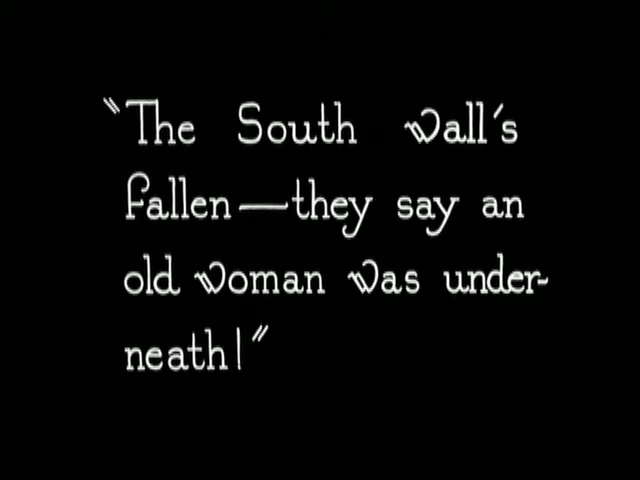 "The South Wall's
fallen—they say an
old woman was under-
neath!"